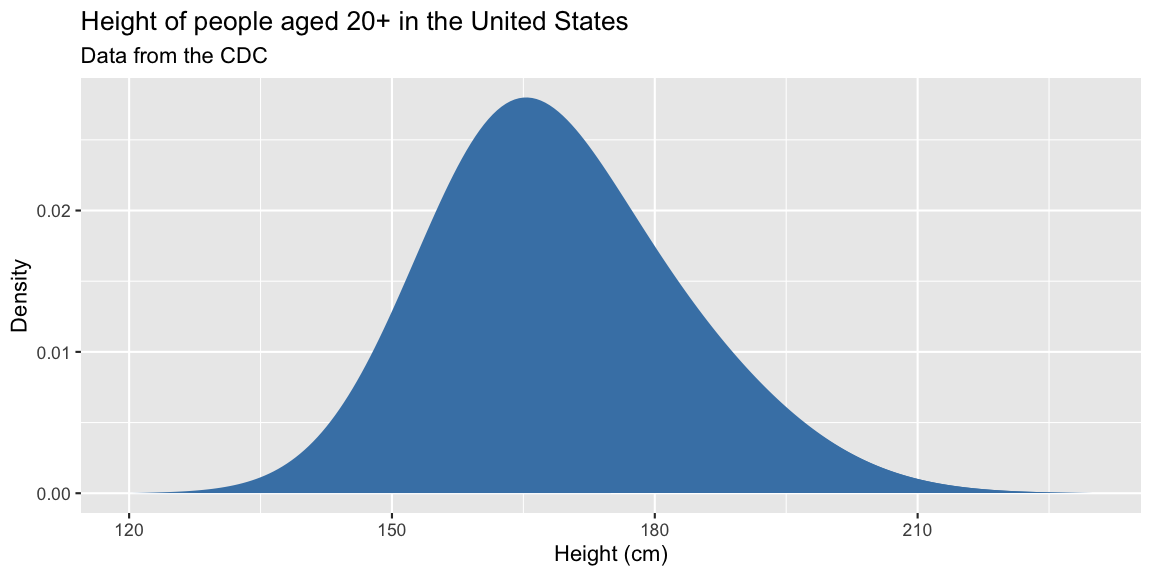 Height of people aged 20+ in the United States
Data from the CDC
Density
0.02
0.01
0.00
120 150 180 210
Height (cm)